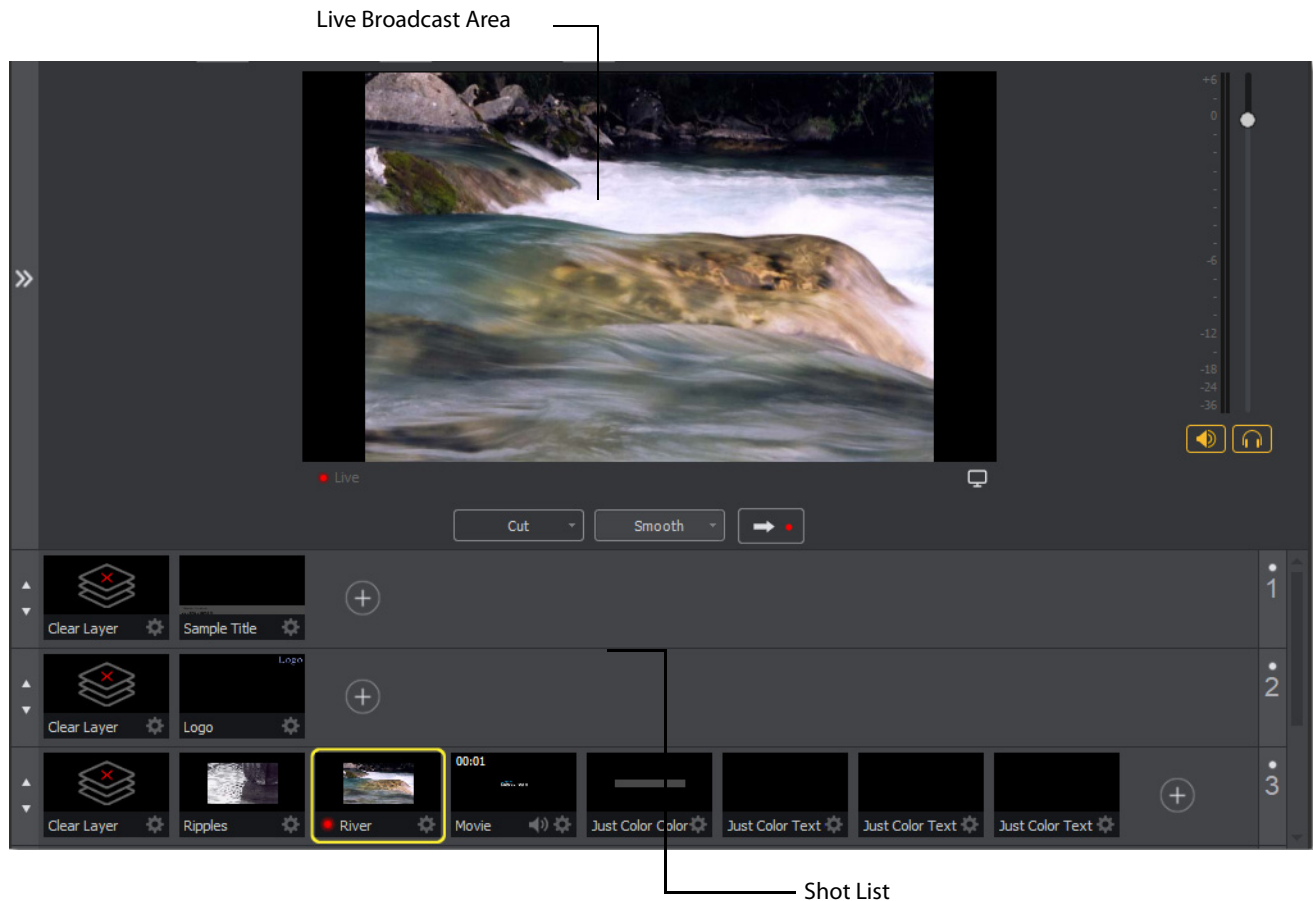 Live Broadcast Area
+6
0
-6
-12
-18
-24
-36
Live
Cut
Smooth
Clear Layer
Sample Title
1
Logo
Clear Layer
Logo
2
00:01
Clear Layer
Ripples
River
Movie
Just Color Color
Just Color Text
Just Color Text
Just Color Text
3
Shot List